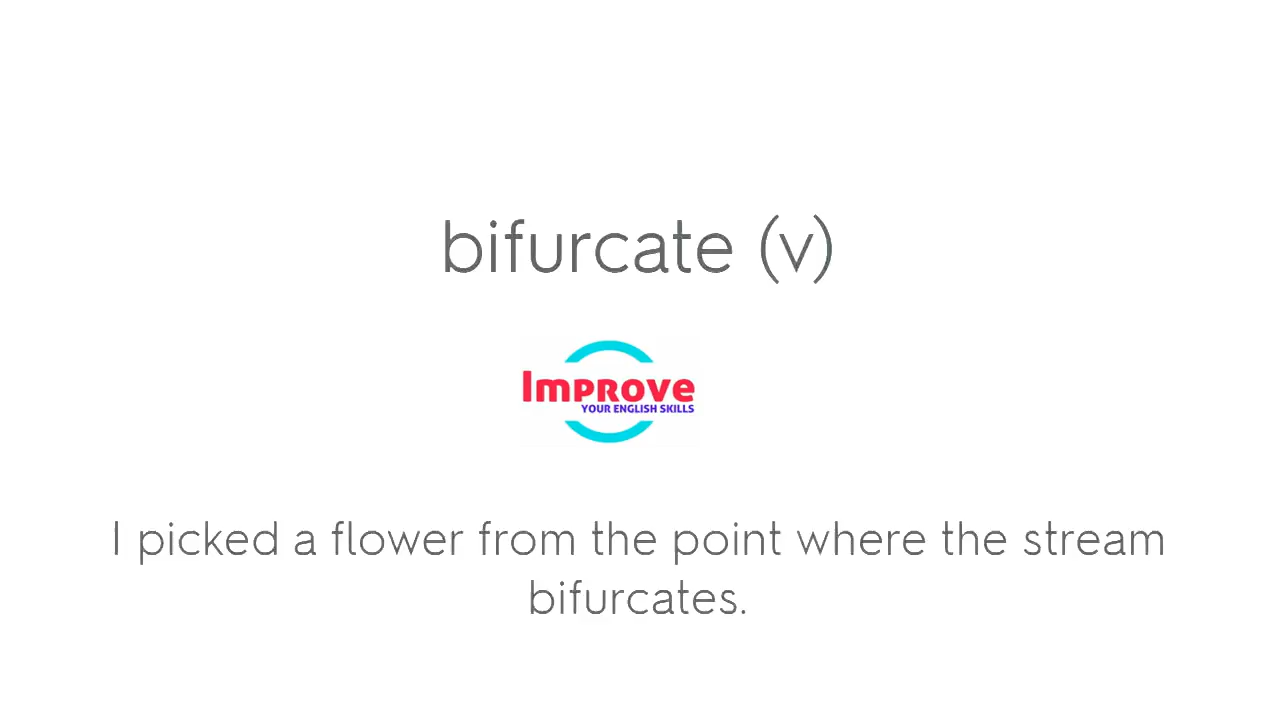 bifurcate (v)
Improve
YOUR ENGLISH SKILLS
I picked a flower from the point where the stream
bifurcates.